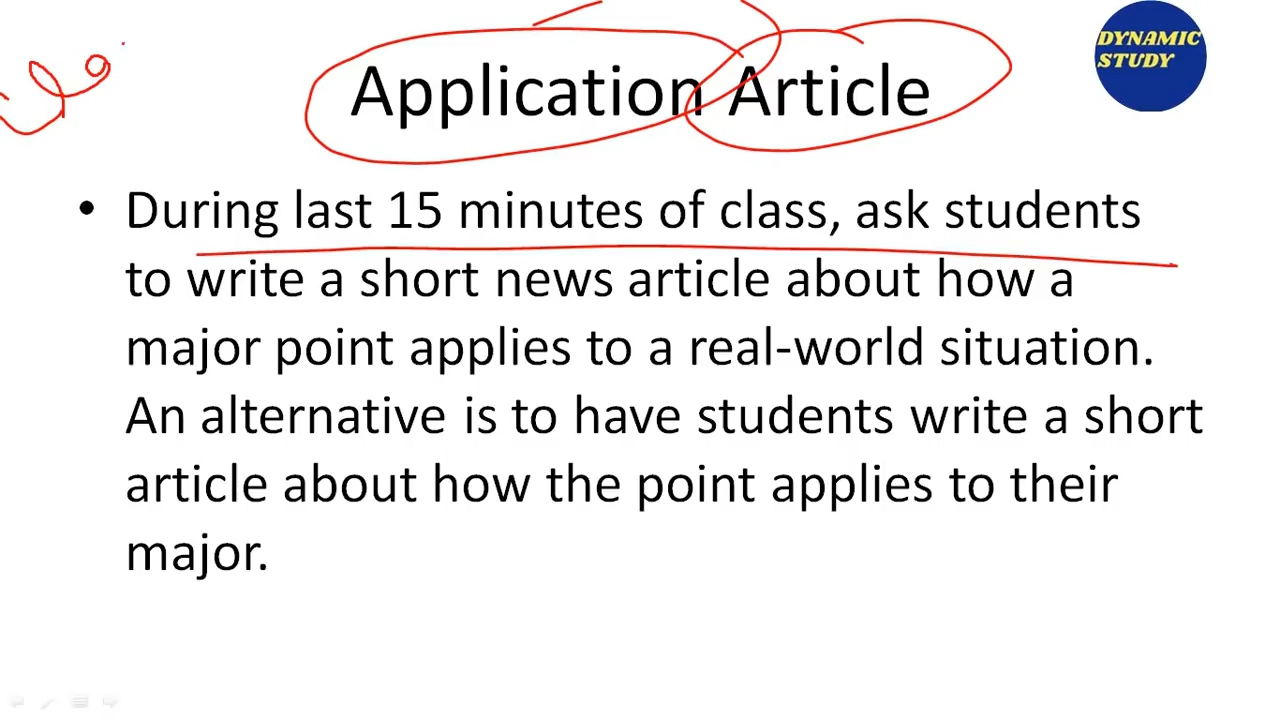 DYNAMIC
STUDY
Application Article
• During last 15 minutes of class, ask students
to write a short news article about how a
major point applies to a real-world situation.
An alternative is to have students write a short
article about how the point applies to their
major.